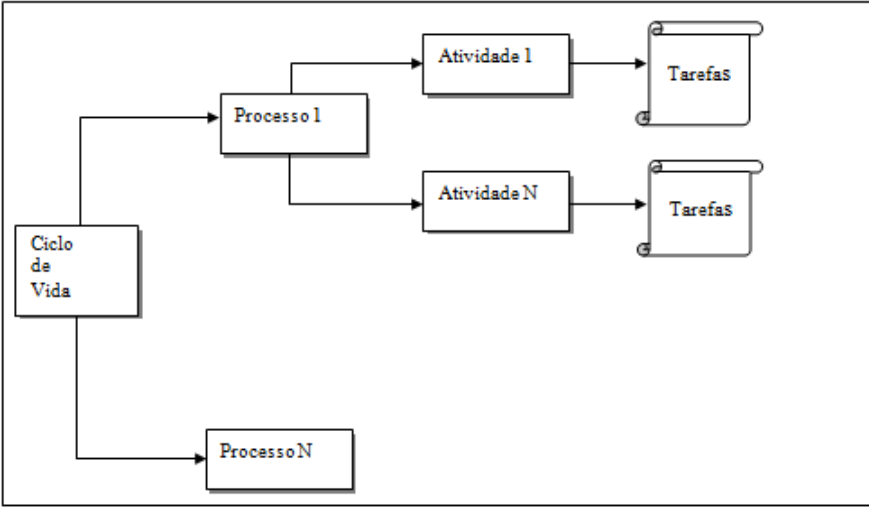 Atividade 1
Tarefas
Processo 1
Atividade N
Tarefas
Ciclo
de
Vida
Processo N